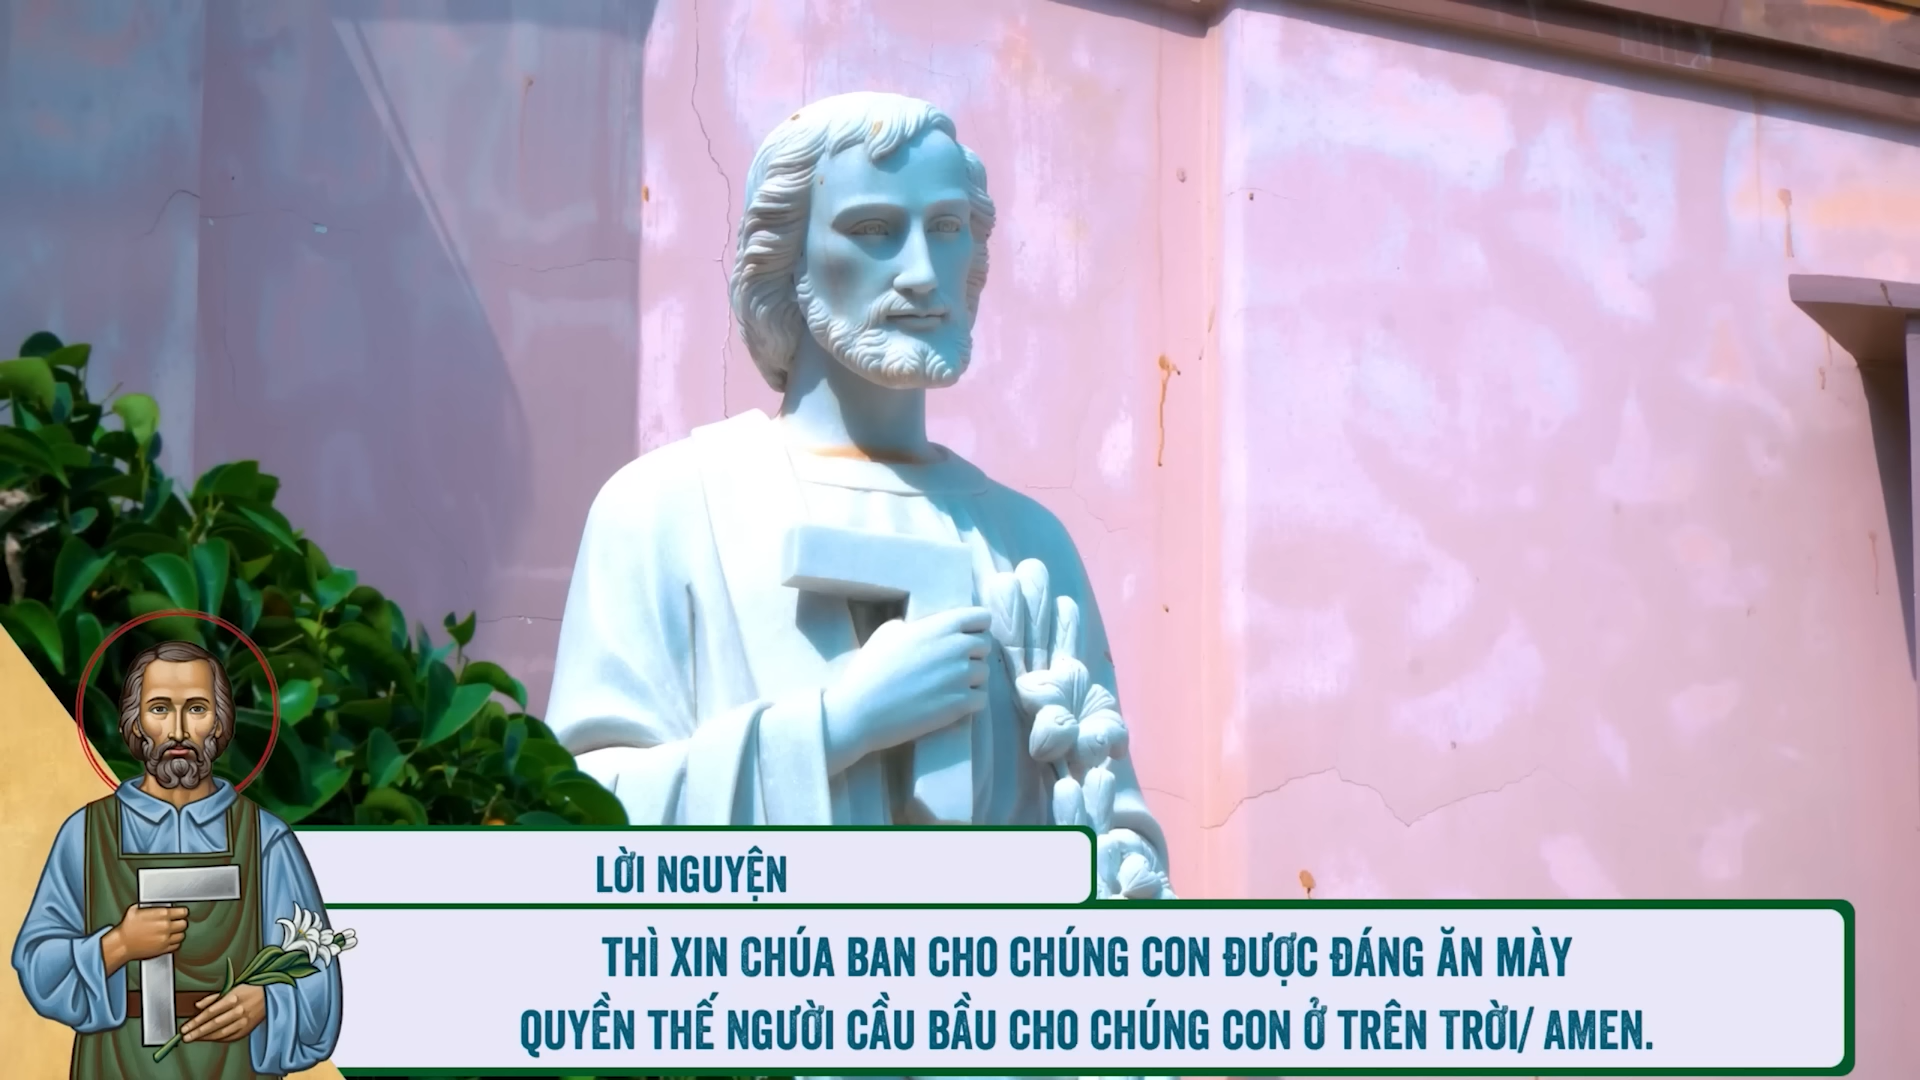 LỜI NGUYỆN
THÌ XIN CHÚA BAN CHO CHÚNG CON ĐƯỢC ĐÁNG ĂN MÀY
QUYỀN THẾ NGƯỜI CẦU BẦU CHO CHÚNG CON Ở TRÊN TRỜI/ AMEN.